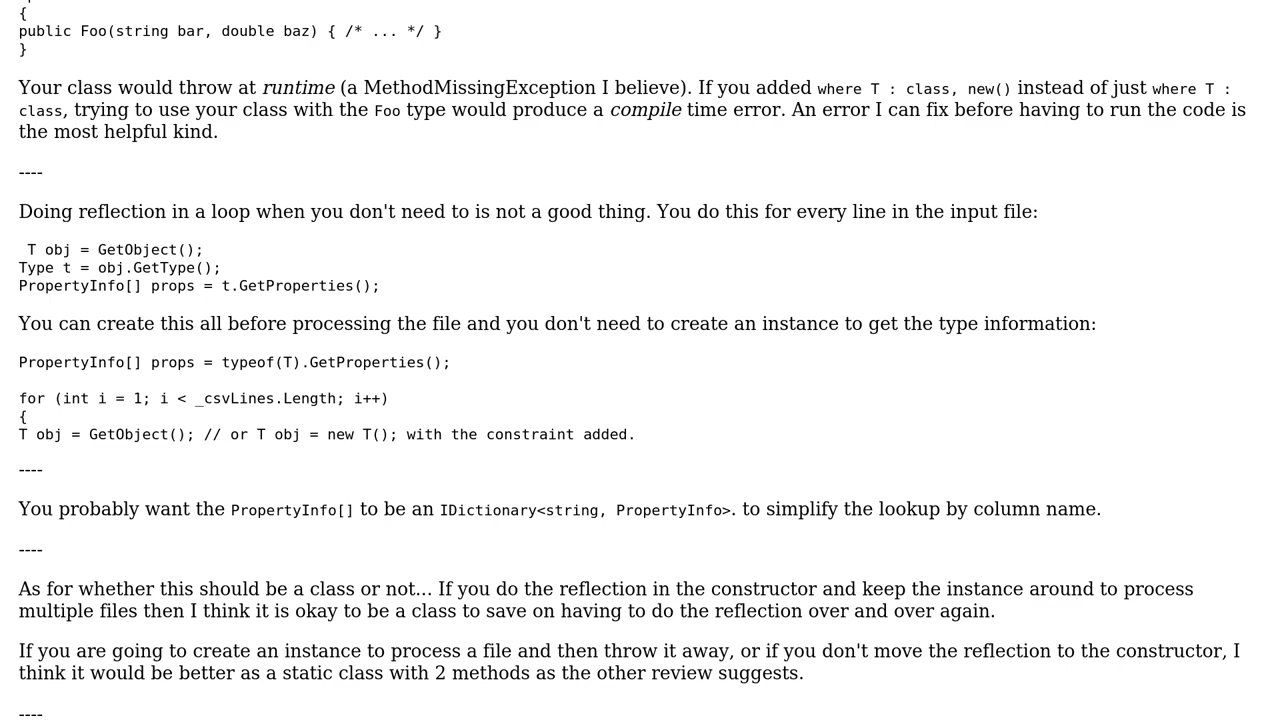 {
public Foo(string bar, double baz) { /* ... */ }
}
Your class would throw at runtime (a MethodMissingException I believe). If you added where T : class, new() instead of just where T :
class, trying to use your class with the Foo type would produce a compile time error. An error I can fix before having to run the code is
the most helpful kind.
----
Doing reflection in a loop when you don't need to is not a good thing. You do this for every line in the input file:
T obj = GetObject();
Type t = obj.GetType();
PropertyInfo[] props = t.GetProperties();
You can create this all before processing the file and you don't need to create an instance to get the type information:
PropertyInfo[] props = typeof(T).GetProperties();
for (int i = 1; i < _csvLines.Length; i++)
{
T obj = GetObject(); // or T obj = new T(); with the constraint added.
----
You probably want the PropertyInfo[] to be an IDictionary<string, PropertyInfo>. to simplify the lookup by column name.
----
As for whether this should be a class or not... If you do the reflection in the constructor and keep the instance around to process
multiple files then I think it is okay to be a class to save on having to do the reflection over and over again.
If you are going to create an instance to process a file and then throw it away, or if you don't move the reflection to the constructor, I
think it would be better as a static class with 2 methods as the other review suggests.
----